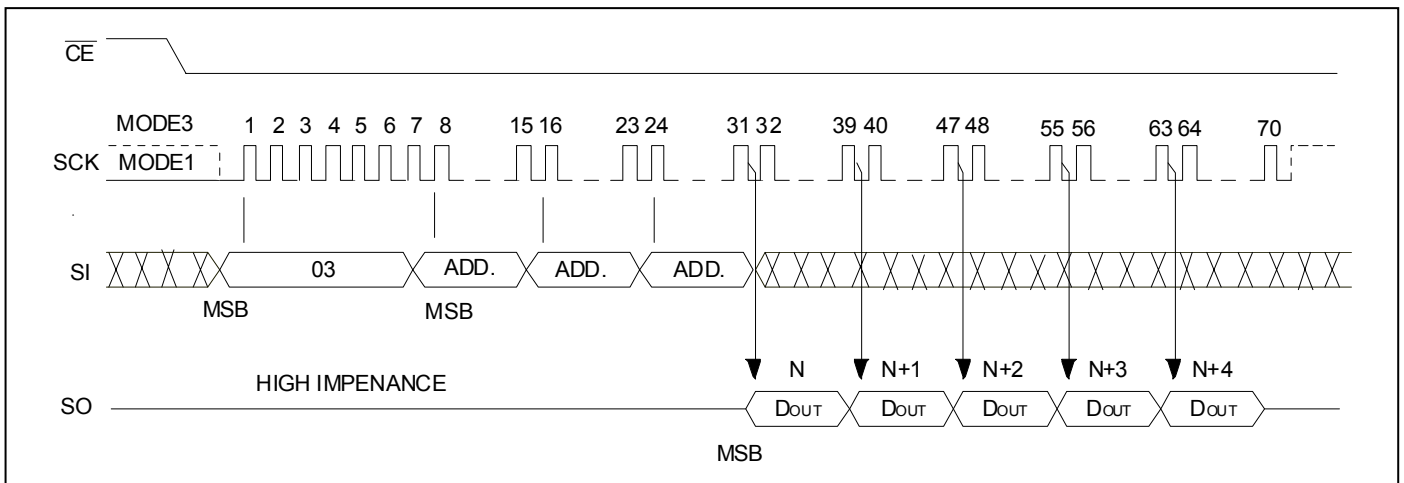 CE
MODE3 1 2 3 4 5 6 7 8 15 16 23 24 31 32 39 40 47 48 55 56 63 64 70
SCK MODE1
SI 03 ADD. ADD. ADD.
MSB MSB
HIGH IMPENANCE N N+1 N+2 N+3 N+4
SO DOUT DOUT DOUT DOUT DOUT
MSB